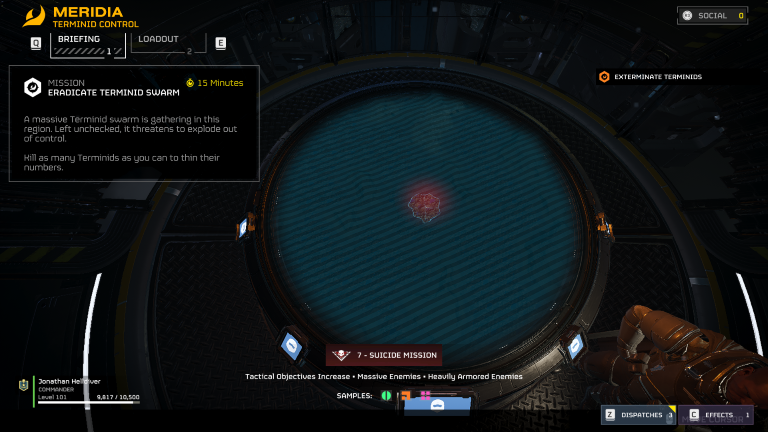 MERIDIA
TERMINID CONTROL
SOCIAL 0
Q
BRIEFING
1
LOADOUT
2
E
MISSION
15 Minutes
ERADICATE TERMINID SWARM
A massive Terminid swarm is gathering in this
region. Left unchecked, it threatens to explode out
of control.
Kill as many Terminids as you can to thin their
numbers.
EXTERMINATE TERMINIDS
7 - SUICIDE MISSION
Tactical Objectives Increase • Massive Enemies • Heavily Armored Enemies
SAMPLES:
Jonathan Helldiver
COMMANDER
Level 101
9,817 / 10,500
Z DISPATCHES 3
C EFFECTS 1